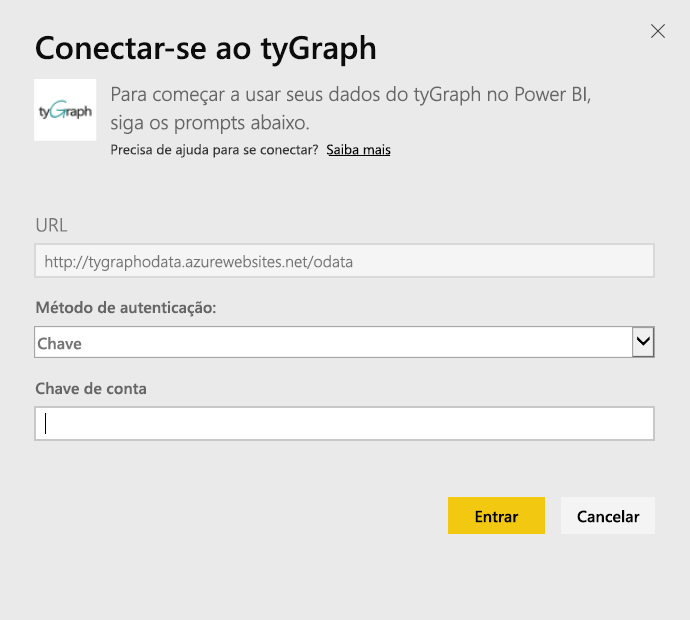 Conectar-se ao tyGraph
tyGraph
Para começar a usar seus dados do tyGraph no Power BI,
siga os prompts abaixo.
Precisa de ajuda para se conectar? Saiba mais
URL
http://tygraphodata.azurewebsites.net/odata
Método de autenticação:
Chave
Chave de conta
Entrar
Cancelar